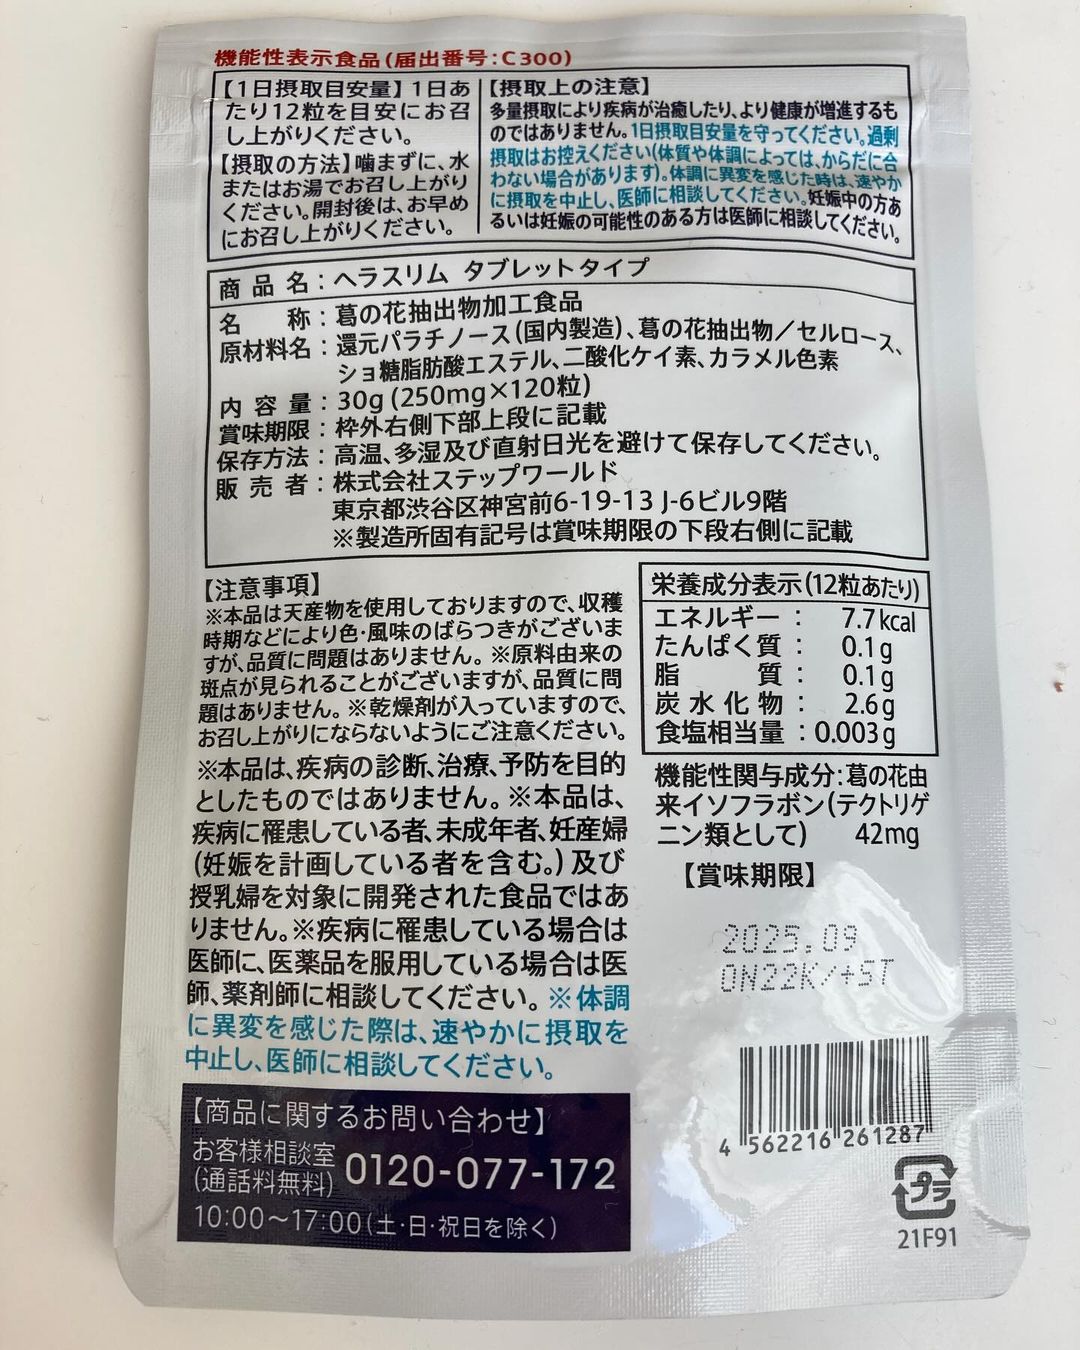 機能性表示食品(届出番号:C300)
【1日摂取目安量】1日あ
たり12粒を目安にお召
し上がりください。
【摂取の方法】噛まずに、水
またはお湯でお召し上がり
ください。開封後は、お早め
にお召し上がりください。
【摂取上の注意】
多量摂取により疾病が治癒したり、より健康が増進するも
のではありません。1日摂取目安量を守ってください。過剰
摂取はお控えください(体質や体調によっては、からだに合
わない場合があります)。体調に異変を感じた時は、速やか
に摂取を中止し、医師に相談してください。妊娠中の方あ
るいは妊娠の可能性のある方は医師に相談してください。
商品名:ヘラスリム タブレットタイプ
名称:葛の花抽出物加工食品
原材料名:還元パラチノース(国内製造)、葛の花抽出物/セルロース、
ショ糖脂肪酸エステル、二酸化ケイ素、カラメル色素
内容量:30g(250mg×120粒)
賞味期限:枠外右側下部上段に記載
保存方法:高温、多湿及び直射日光を避けて保存してください。
販売者:株式会社ステップワールド
東京都渋谷区神宮前6-19-13 J-6ビル9階
※製造所固有記号は賞味期限の下段右側に記載
【注意事項】
※本品は天産物を使用しておりますので、収穫
時期などにより色・風味のばらつきがございま
すが、品質に問題はありません。※原料由来の
斑点が見られることがございますが、品質に問
題はありません。※乾燥剤が入っていますので、
お召し上がりにならないようにご注意ください。
※本品は、疾病の診断、治療、予防を目的
としたものではありません。※本品は、
疾病に罹患している者、未成年者、妊産婦
(妊娠を計画している者を含む。)及び
授乳婦を対象に開発された食品ではあ
りません。※疾病に罹患している場合は
医師に、医薬品を服用している場合は医
師、薬剤師に相談してください。※体調
に異変を感じた際は、速やかに摂取を
中止し、医師に相談してください。
栄養成分表示(12粒あたり)
エネルギー:7.7kcal
たんぱく質:0.1g
脂質:0.1g
炭水化物:2.6g
食塩相当量:0.003g
機能性関与成分:葛の花由
来イソフラボン(テクトリゲ
ニン類として) 42mg
【賞味期限】
2025.09
ON22K/+ST
4 562216 261287
プラ
21F91
【商品に関するお問い合わせ】
お客様相談室
(通話料無料)
0120-077-172
10:00〜17:00(土・日・祝日を除く)